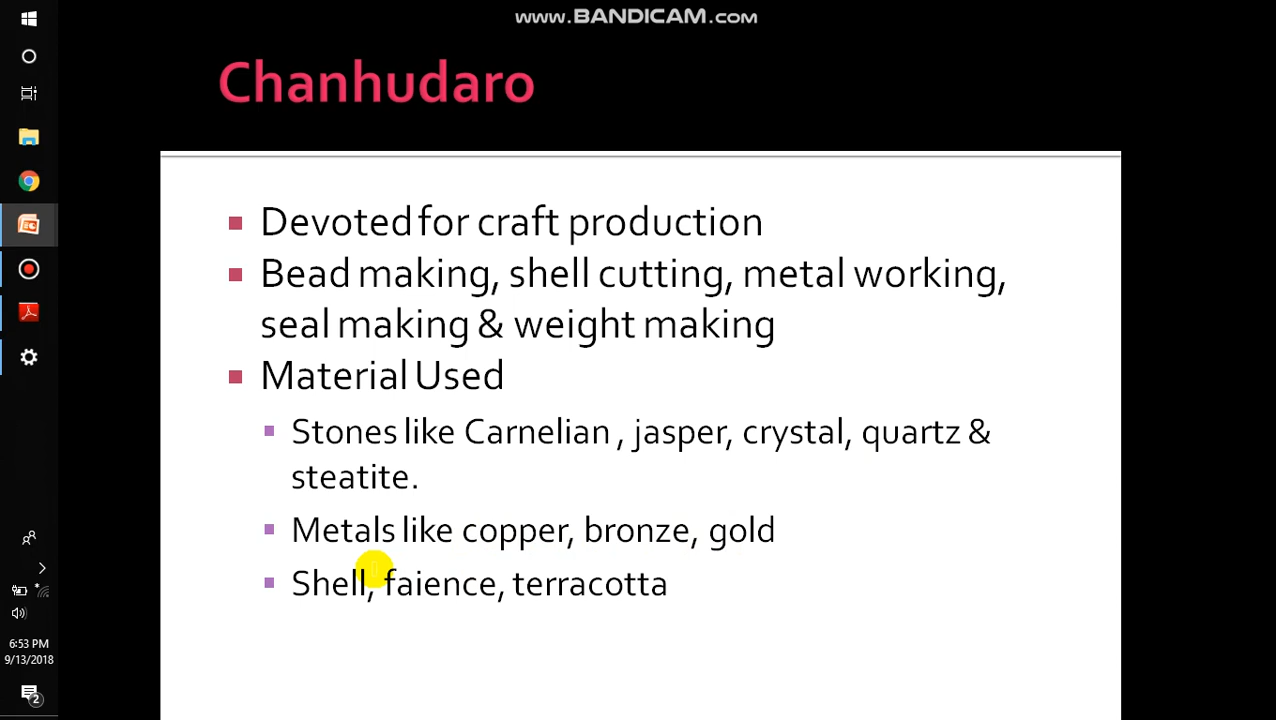 www.BANDICAM.com
Chanhudaro
Devoted for craft production
Bead making, shell cutting, metal working,
seal making & weight making
Material Used
Stones like Carnelian , jasper, crystal, quartz &
steatite.
Metals like copper, bronze, gold
Shell, faience, terracotta
6:53 PM
9/13/2018
2